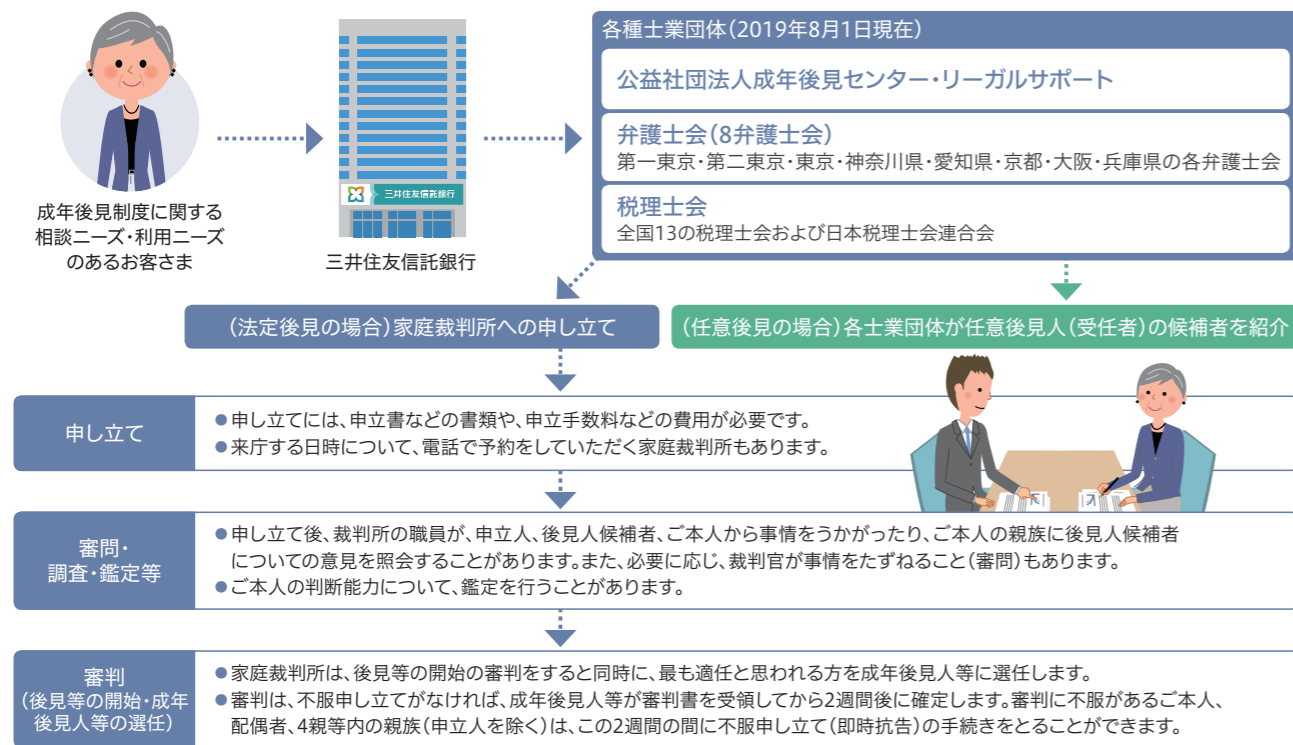 各種士業団体(2019年8月1日現在)
公益社団法人成年後見センター・リーガルサポート
弁護士会(8弁護士会)
第一東京・第二東京・東京・神奈川県・愛知県・京都・大阪・兵庫県の各弁護士会
税理士会
全国13の税理士会および日本税理士会連合会
三井住友信託銀行
成年後見制度に関する
相談ニーズ・利用ニーズ
のあるお客さま
三井住友信託銀行
(法定後見の場合)家庭裁判所への申し立て
(任意後見の場合)各士業団体が任意後見人(受任者)の候補者を紹介
申し立て
●申し立てには、申立書などの書類や、申立手数料などの費用が必要です。
●来庁する日時について、電話で予約をしていただく家庭裁判所もあります。
審問・
調査・鑑定等
●申し立て後、裁判所の職員が、申立人、後見人候補者、ご本人から事情をうかがったり、ご本人の親族に後見人候補者
についての意見を照会することがあります。また、必要に応じ、裁判官が事情をたずねること(審問)もあります。
●ご本人の判断能力について、鑑定を行うことがあります。
審判
(後見等の開始・成年
後見人等の選任)
●家庭裁判所は、後見等の開始の審判をすると同時に、最も適任と思われる方を成年後見人等に選任します。
●審判は、不服申し立てがなければ、成年後見人等が審判書を受領してから2週間後に確定します。審判に不服があるご本人、
配偶者、4親等内の親族(申立人を除く)は、この2週間の間に不服申し立て(即時抗告)の手続きをとることができます。